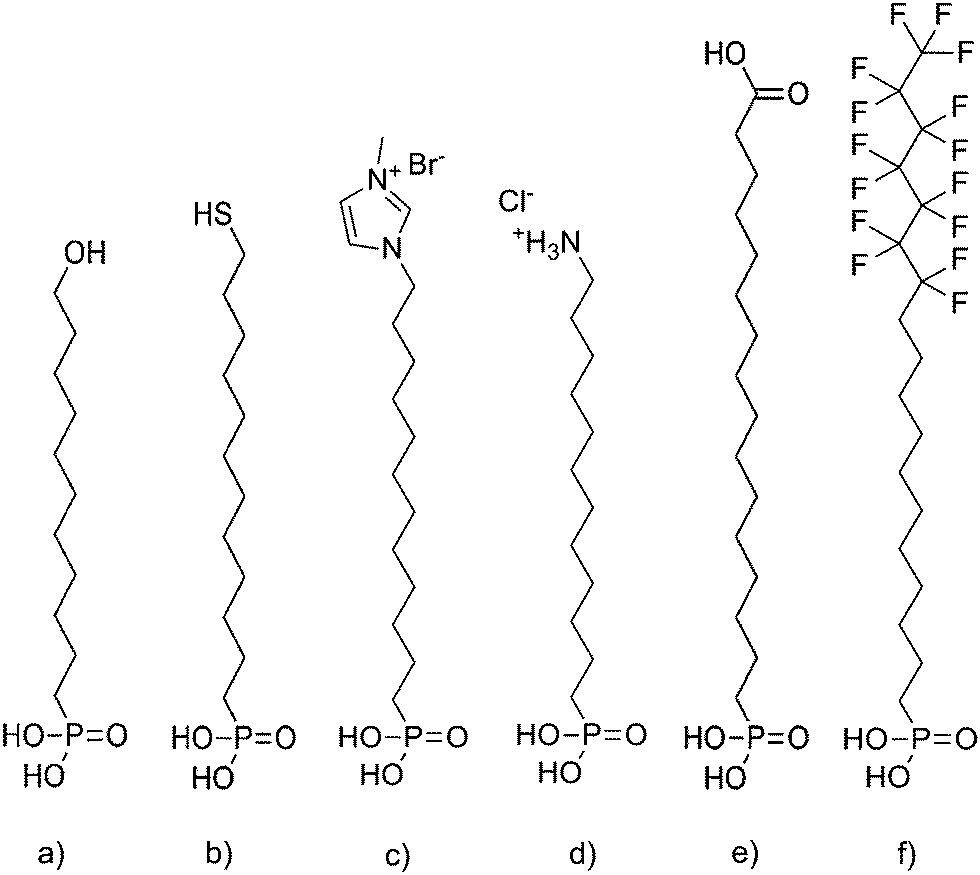 OH
HO-P=O
HO
a)
HS
HO-P=O
HO
b)
N+ Br-
N
HO-P=O
HO
c)
Cl-
+H3N
HO-P=O
HO
d)
HO
O
HO-P=O
HO
e)
F F
F
F
F
F
F
F
F
F
F
F
F
F
F
HO-P=O
HO
f)